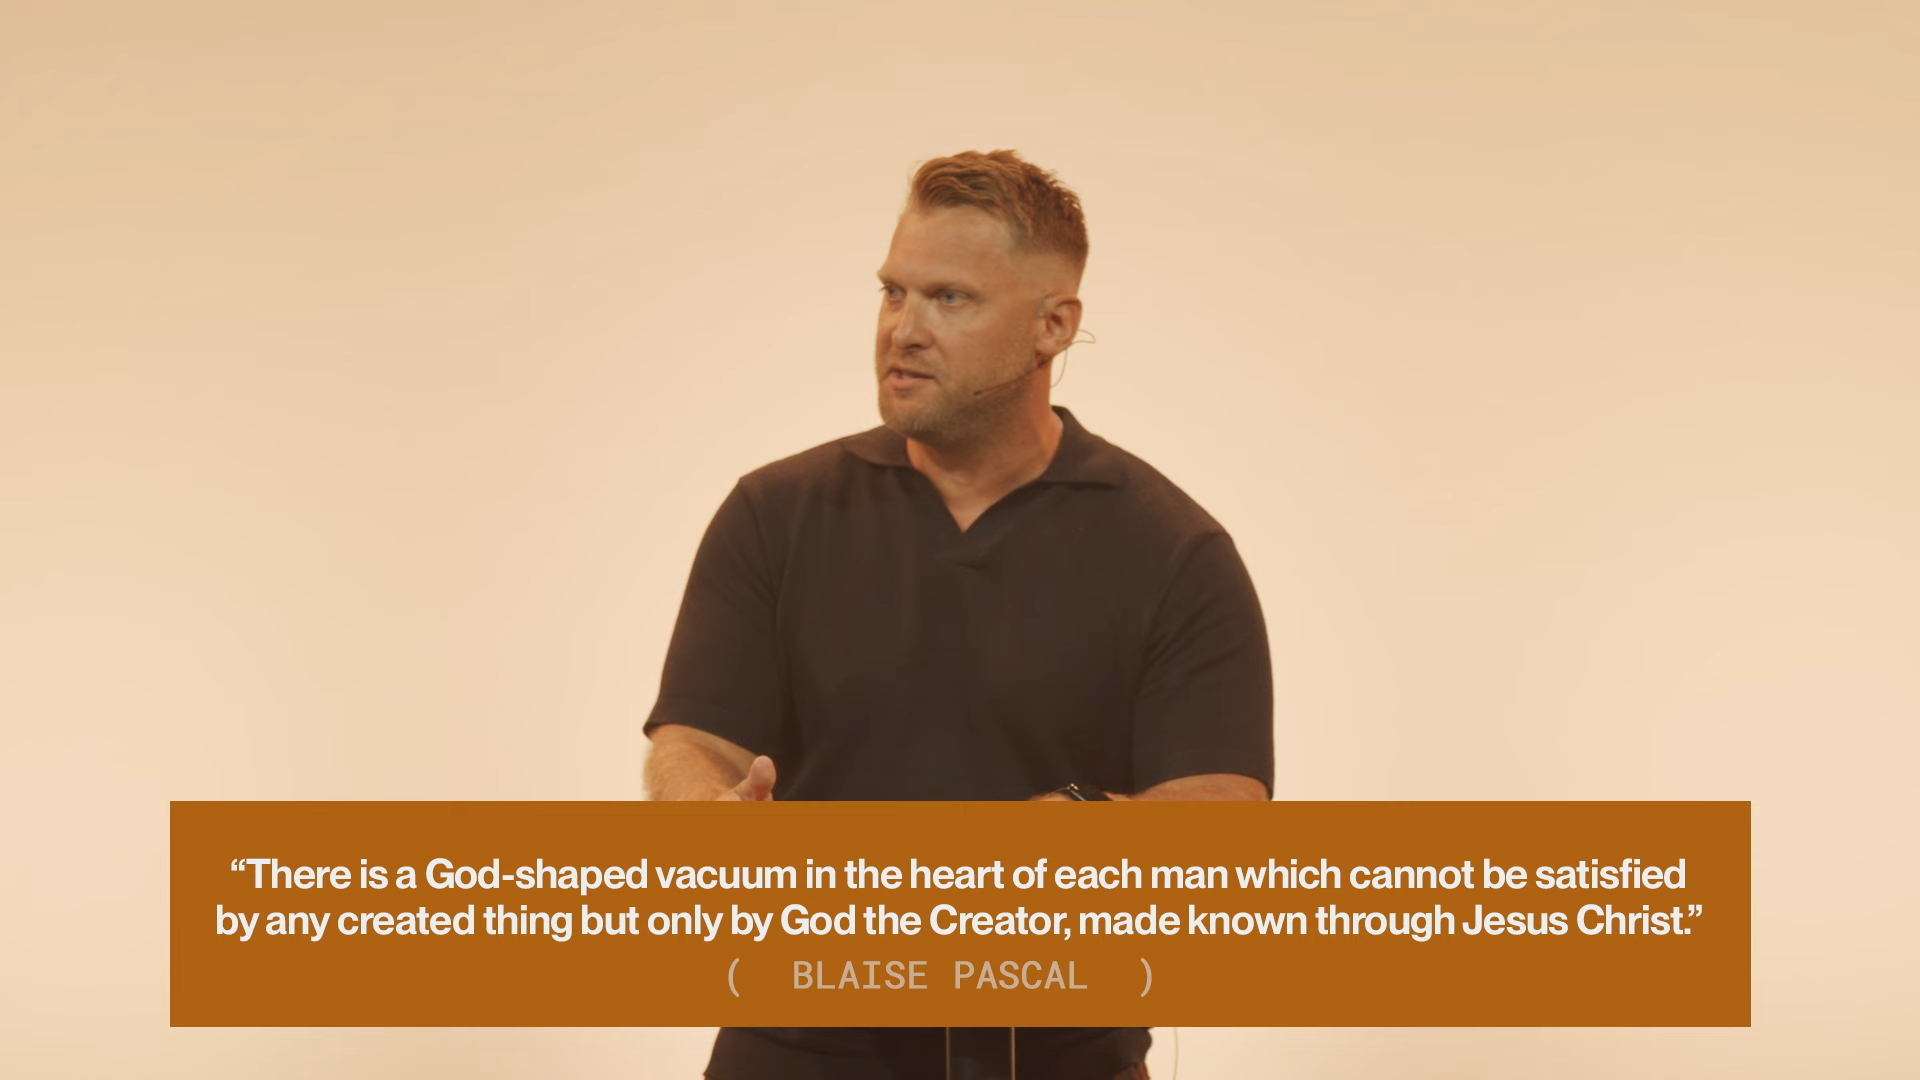 “There is a God-shaped vacuum in the heart of each man which cannot be satisfied
by any created thing but only by God the Creator, made known through Jesus Christ.”
( BLAISE PASCAL )